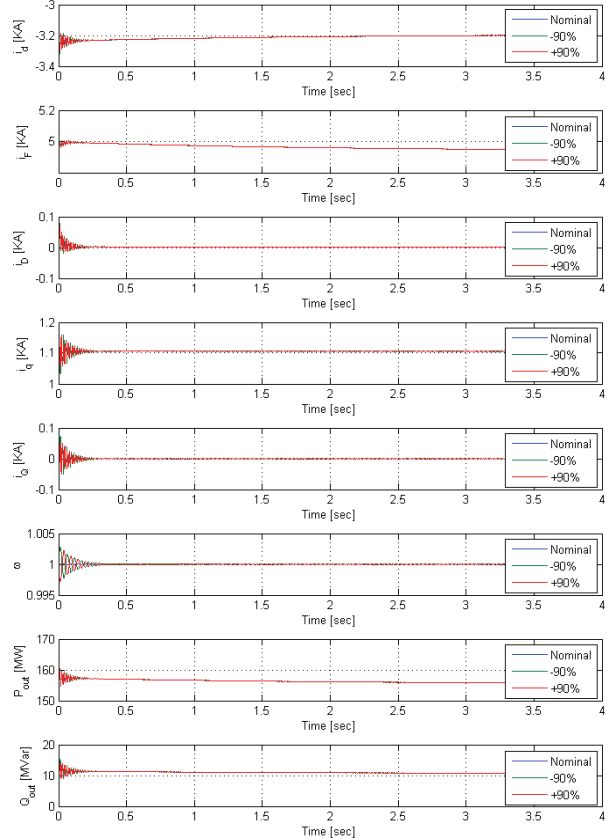 -3
-3.2
-3.4
i_d [KA]
Nominal
-90%
+90%
0 0.5 1 1.5 2 2.5 3 3.5 4
Time [sec]
5.2
5
i_F [KA]
Nominal
-90%
+90%
0 0.5 1 1.5 2 2.5 3 3.5 4
Time [sec]
0.1
0
-0.1
i_D [KA]
Nominal
-90%
+90%
0 0.5 1 1.5 2 2.5 3 3.5 4
Time [sec]
1.2
1.1
1
i_q [KA]
Nominal
-90%
+90%
0 0.5 1 1.5 2 2.5 3 3.5 4
Time [sec]
0.1
0
-0.1
i_Q [KA]
Nominal
-90%
+90%
0 0.5 1 1.5 2 2.5 3 3.5 4
Time [sec]
1.005
1
0.995
ω
Nominal
-90%
+90%
0 0.5 1 1.5 2 2.5 3 3.5 4
Time [sec]
170
160
150
P_out [MW]
Nominal
-90%
+90%
0 0.5 1 1.5 2 2.5 3 3.5 4
Time [sec]
20
10
0
Q_out [MVar]
Nominal
-90%
+90%
0 0.5 1 1.5 2 2.5 3 3.5 4
Time [sec]